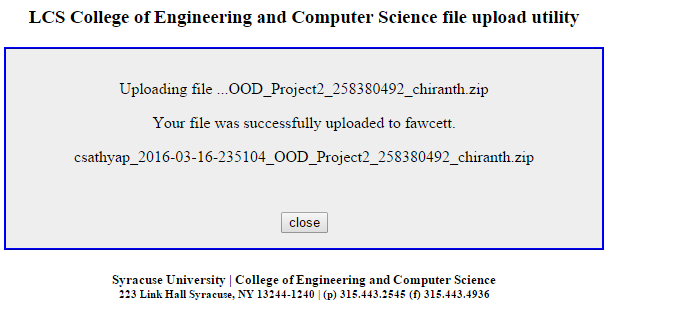 LCS College of Engineering and Computer Science file upload utility
Uploading file ...OOD_Project2_258380492_chiranth.zip
Your file was successfully uploaded to fawcett.
csathyap_2016-03-16-235104_OOD_Project2_258380492_chiranth.zip
close
Syracuse University | College of Engineering and Computer Science
223 Link Hall Syracuse, NY 13244-1240 | (p) 315.443.2545 (f) 315.443.4936